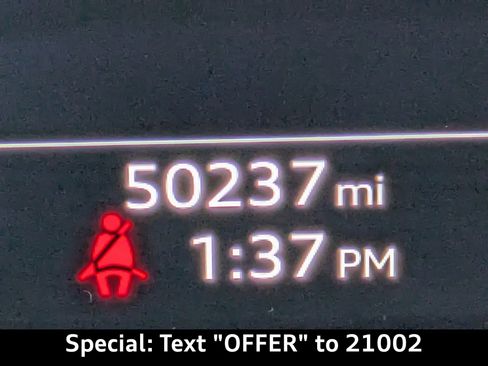 50237 mi
1:37 PM
Special: Text "OFFER" to 21002